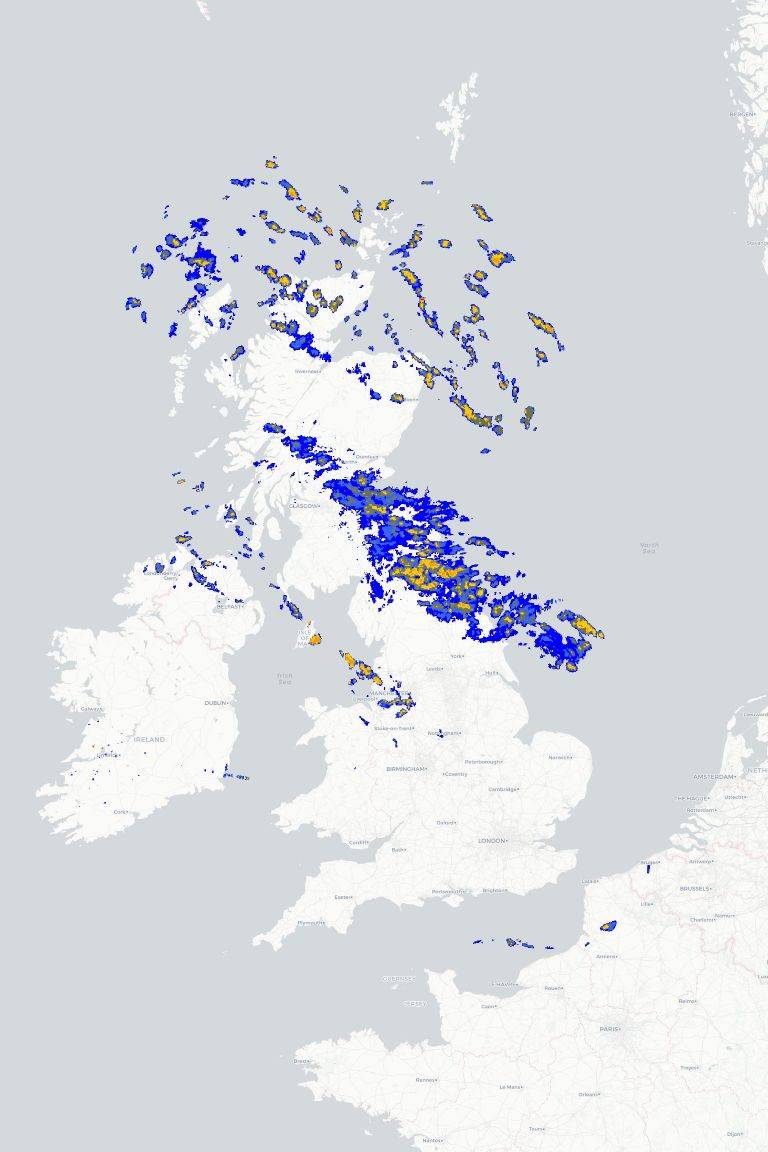 BERGEN
Stavanger
Inverness
Dundee
Perth
GLASGOW
North
Sea
Londonderry/
Derry
BELFAST
ISLE
OF
MAN
York
Leeds
Hull
Irish
Sea
MANCHESTER
Liverpool
DUBLIN
Galway
Stoke-on-Trent
Nottingham
IRELAND
Limerick
Peterborough
Norwich
BIRMINGHAM
Coventry
AMSTERDAM
Leeuwarden
NETH
Cambridge
THE HAGUE
Utrecht
Rotterdam
Cork
Oxford
LONDON
Cardiff
Bath
Bruges
Antwerp
Calais
BRUSSELS
Portsmouth
Brighton
Exeter
Lille
Plymouth
Charleroi
Namur
Amiens
GUERNSEY
LE HAVRE
Rouen
JERSEY
Caen
Reims
PARIS
Brest
Rennes
Le Mans
Troyes
Orléans
Tours
Nantes
Dijon